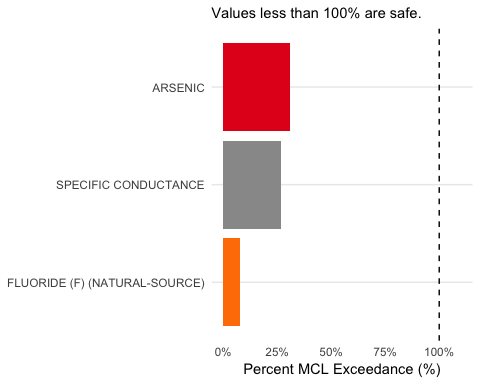 Values less than 100% are safe.
ARSENIC
SPECIFIC CONDUCTANCE
FLUORIDE (F) (NATURAL-SOURCE)
0% 25% 50% 75% 100%
Percent MCL Exceedance (%)